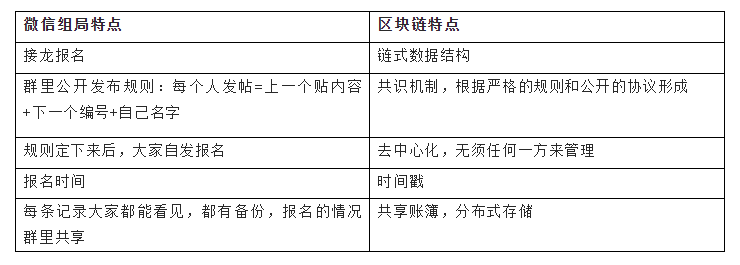 微信组局特点
区块链特点
接龙报名
链式数据结构
群里公开发布规则：每个人发帖=上一个贴内容
+下一个编号+自己名字
共识机制，根据严格的规则和公开的协议形成
规则定下来后，大家自发报名
去中心化，无须任何一方来管理
报名时间
时间戳
每条记录大家都能看见，都有备份，报名的情况
群里共享
共享账簿，分布式存储